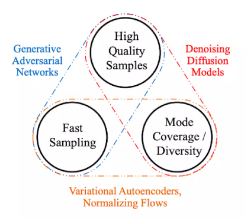 High
Quality
Samples
Generative
Adversarial
Networks
Denoising
Diffusion
Models
Fast
Sampling
Mode
Coverage /
Diversity
Variational Autoencoders,
Normalizing Flows